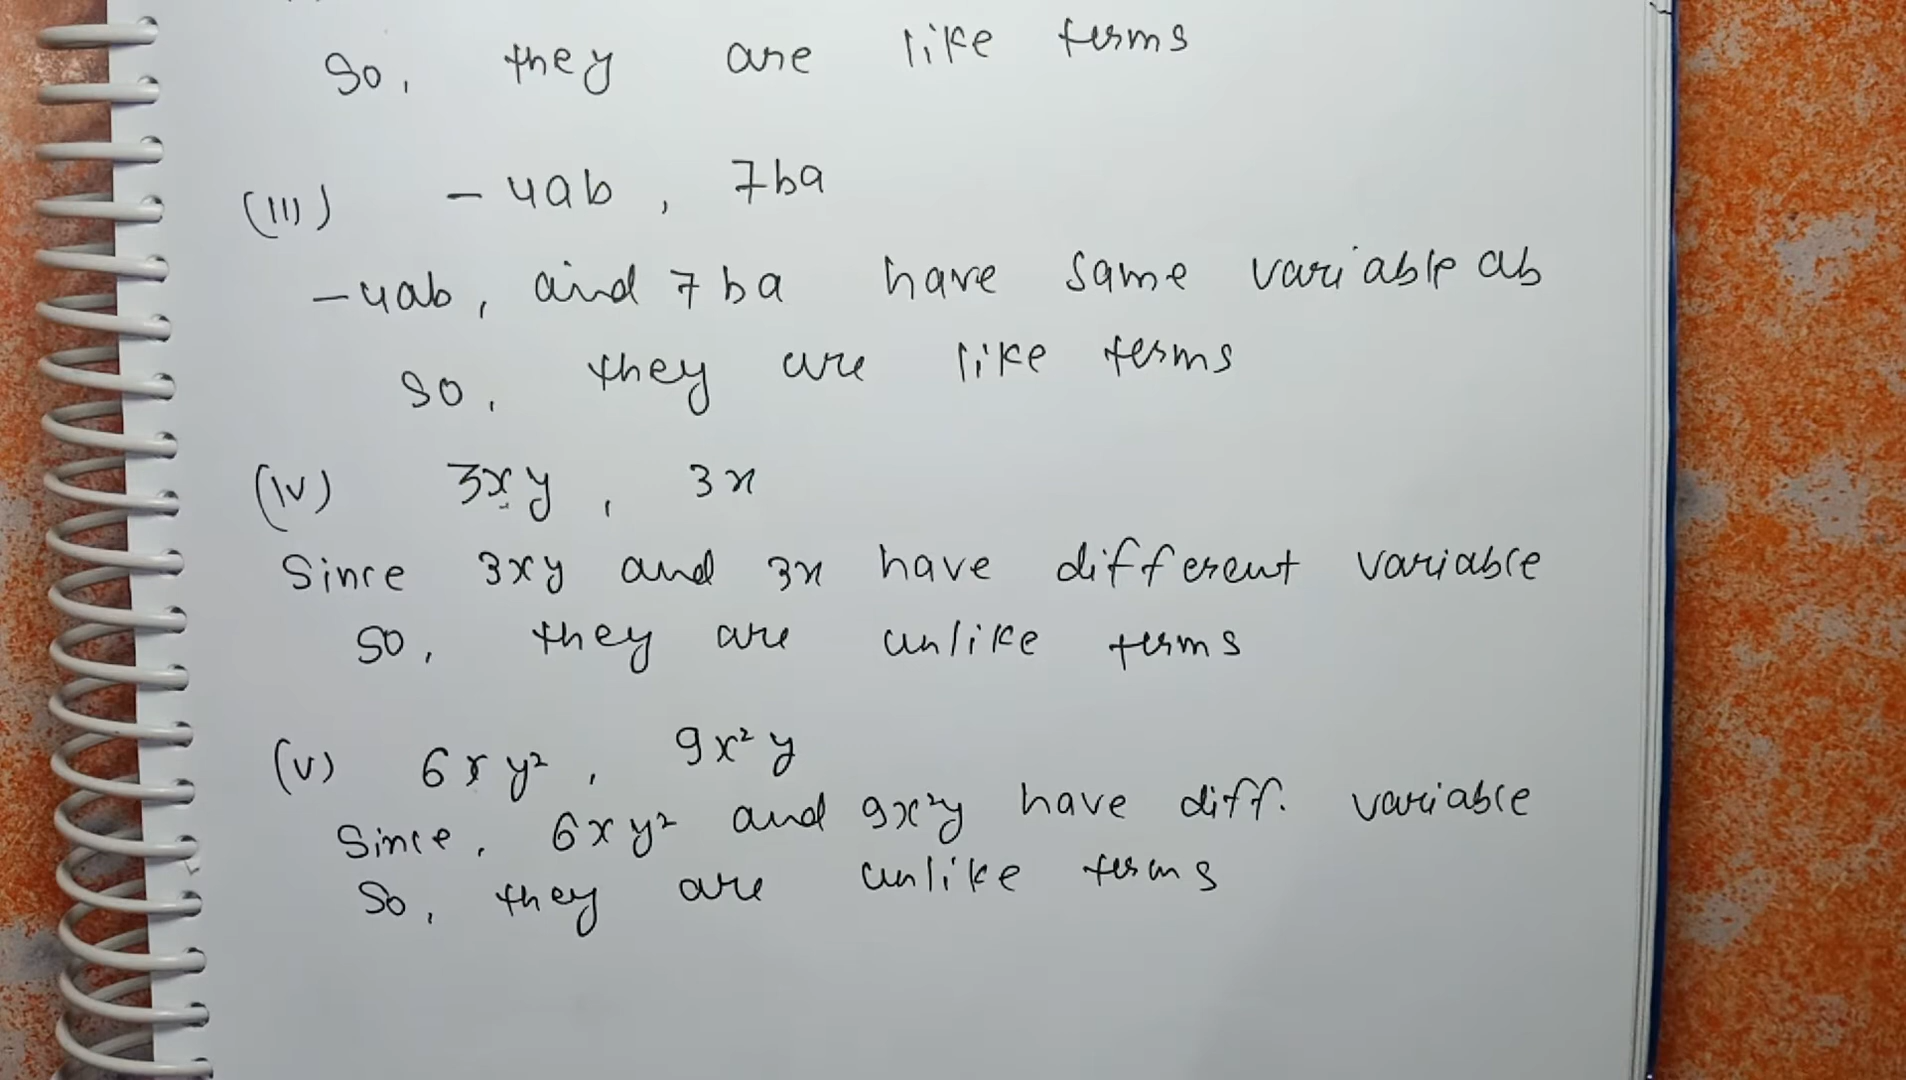 So, they are like terms
(III) - 4ab, 7ba
- 4ab, and 7ba have same variable ab
So, they are like terms
(IV) 3xy, 3x
Since 3xy and 3x have different variable
So, they are unlike terms
(V) 6xy², 9x²y
Since, 6xy² and 9x²y have diff. variable
So, they are unlike terms